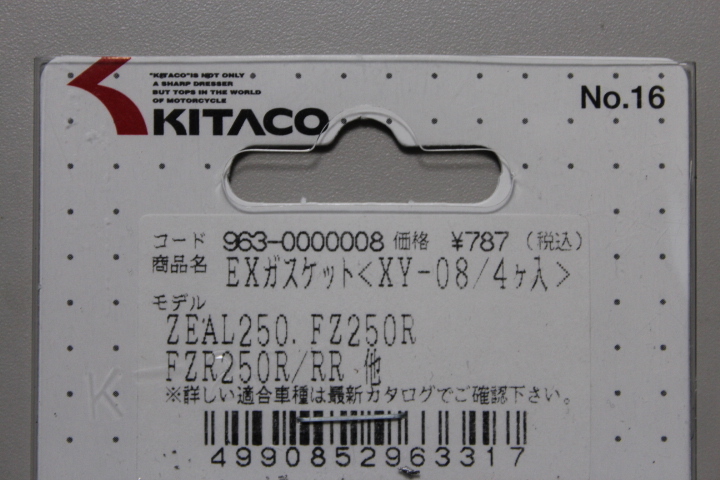 "KITACO"IS NOT ONLY
A SHARP DRESSER
BUT TOPS IN THE WORLD
OF MOTORCYCLE
KITACO
No.16
コード 963-0000008 価格 ¥787 (税込)
商品名 EXガスケット<XY-08/4ヶ入>
モデル
ZEAL250. FZ250R
FZR250R/RR 他
※詳しい適合車種は最新カタログでご確認下さい。
4990852963317